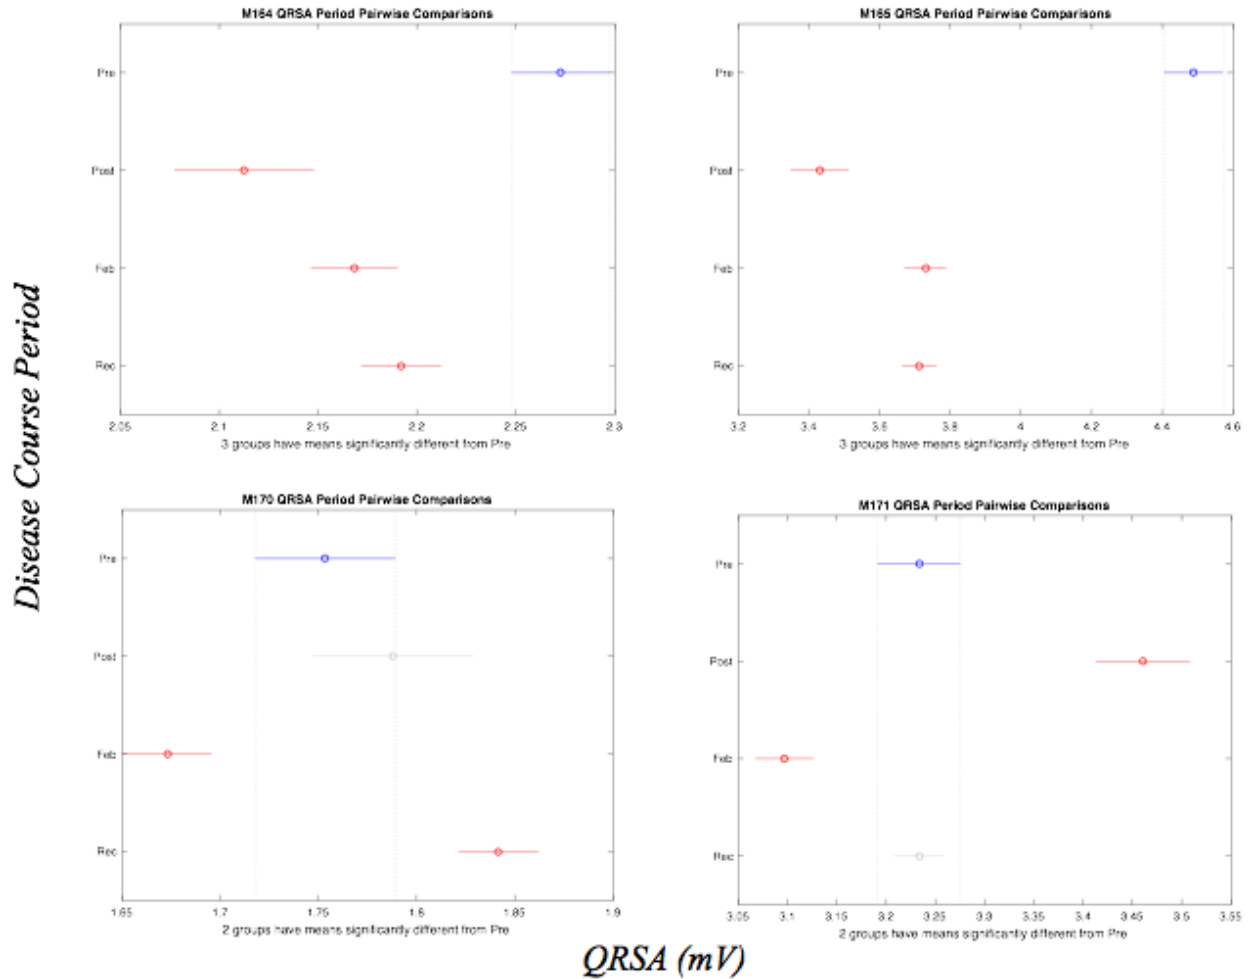 M164 QRSA Period Pairwise Comparisons
Pre
Post
Feb
Rec
2.05 2.1 2.15 2.2 2.25 2.3
3 groups have means significantly different from Pre
M165 QRSA Period Pairwise Comparisons
Pre
Post
Feb
Rec
3.2 3.4 3.6 3.8 4 4.2 4.4 4.6
3 groups have means significantly different from Pre
Disease Course Period
M170 QRSA Period Pairwise Comparisons
Pre
Post
Feb
Rec
1.65 1.7 1.75 1.8 1.85 1.9
2 groups have means significantly different from Pre
M171 QRSA Period Pairwise Comparisons
Pre
Post
Feb
Rec
3.05 3.1 3.15 3.2 3.25 3.3 3.35 3.4 3.45 3.5 3.55
2 groups have means significantly different from Pre
QRSA (mV)